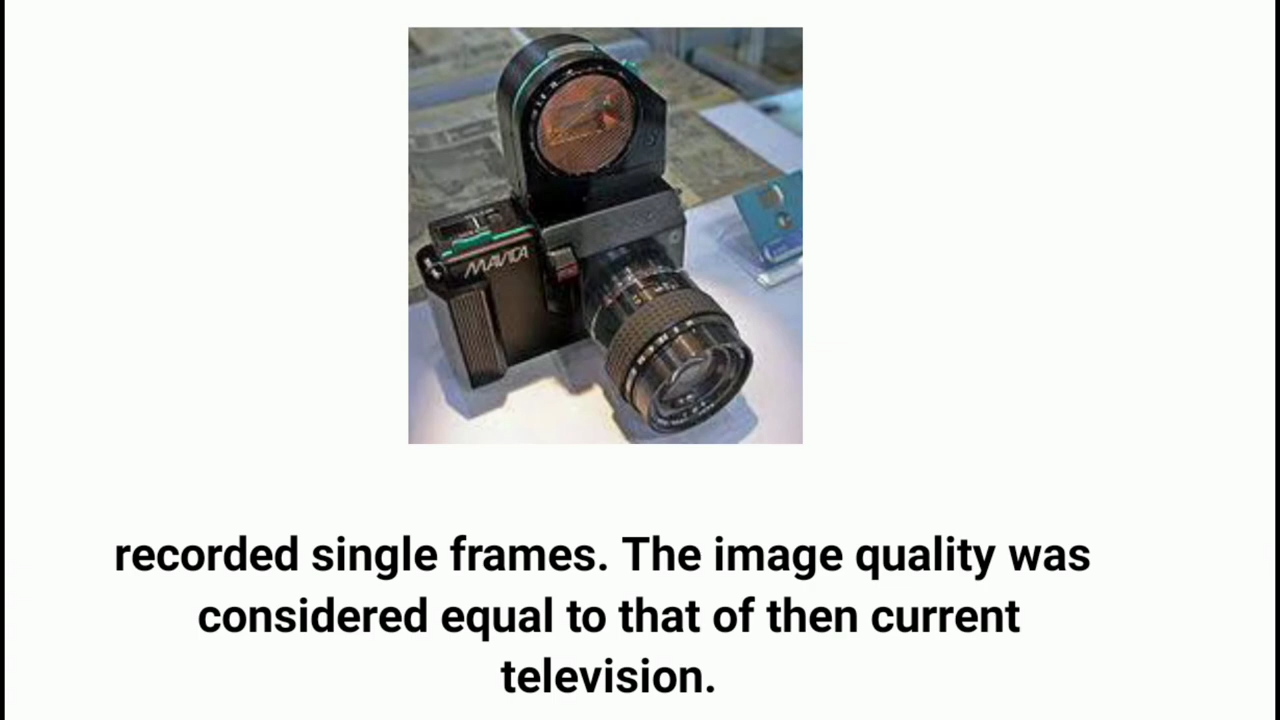 MAVICA
recorded single frames. The image quality was
considered equal to that of then current
television.